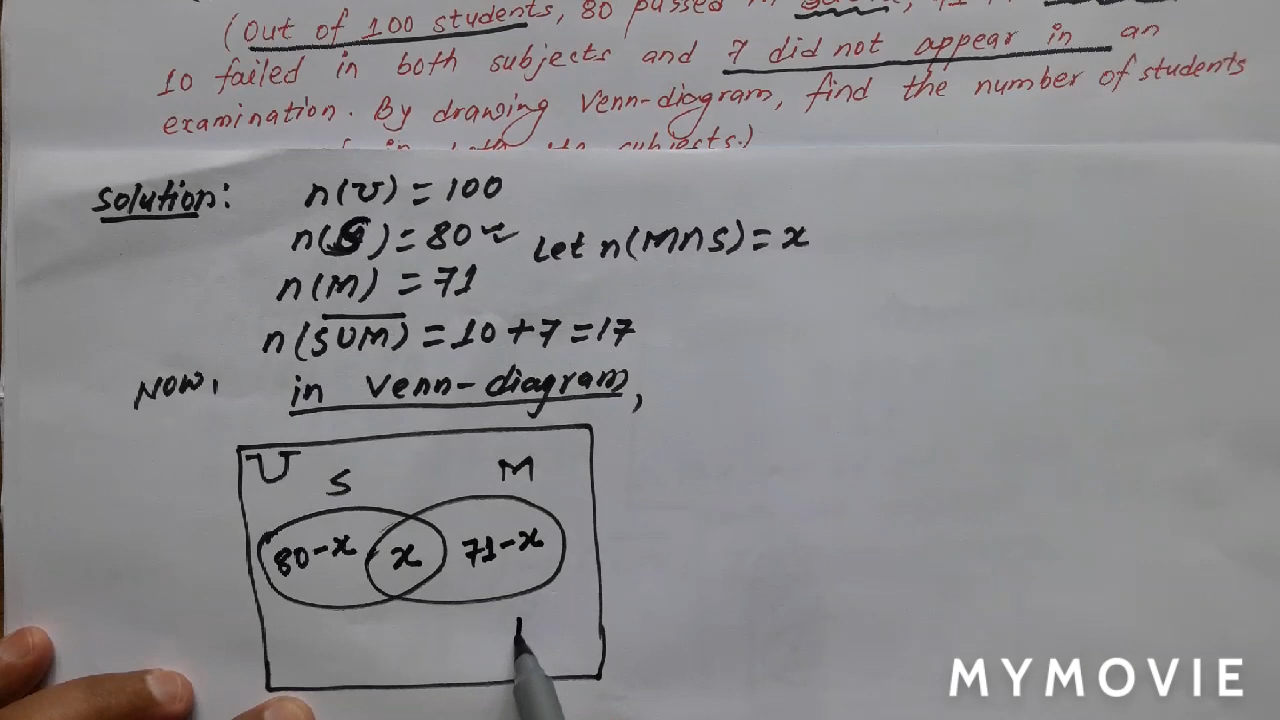 (Out of 100 students, 80 passed
10 failed in both subjects and 7 did not appear in an
examination. By drawing Venn-diagram, find the number of students
subjects.)
Solution: n(U) = 100
n(S) = 80 Let n(M∩S) = x
n(M) = 71
n(S̅U̅M̅) = 10 + 7 = 17
Now, in Venn-diagram,
U S M
80-x x 71-x
MYMOVIE